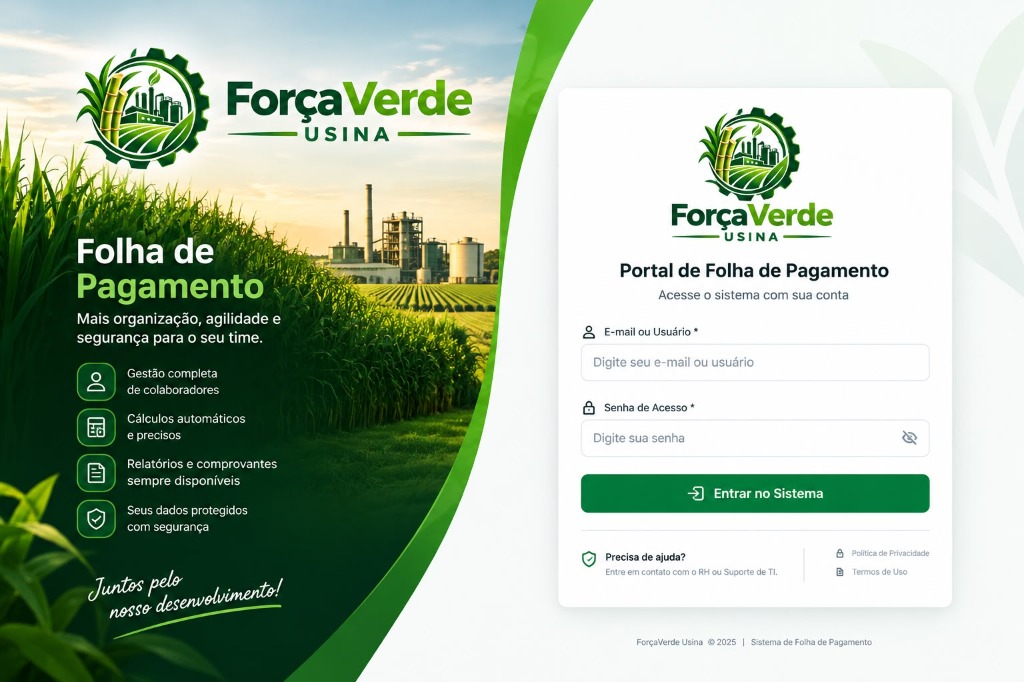 ForçaVerde
USINA
Folha de
Pagamento
Mais organização, agilidade e
segurança para o seu time.
Gestão completa
de colaboradores
Cálculos automáticos
e precisos
Relatórios e comprovantes
sempre disponíveis
Seus dados protegidos
com segurança
Juntos pelo
nosso desenvolvimento!
ForçaVerde
USINA
Portal de Folha de Pagamento
Acesse o sistema com sua conta
E-mail ou Usuário *
Digite seu e-mail ou usuário
Senha de Acesso *
Digite sua senha
Entrar no Sistema
Precisa de ajuda?
Entre em contato com o RH ou Suporte de TI.
Política de Privacidade
Termos de Uso
ForçaVerde Usina © 2025 | Sistema de Folha de Pagamento